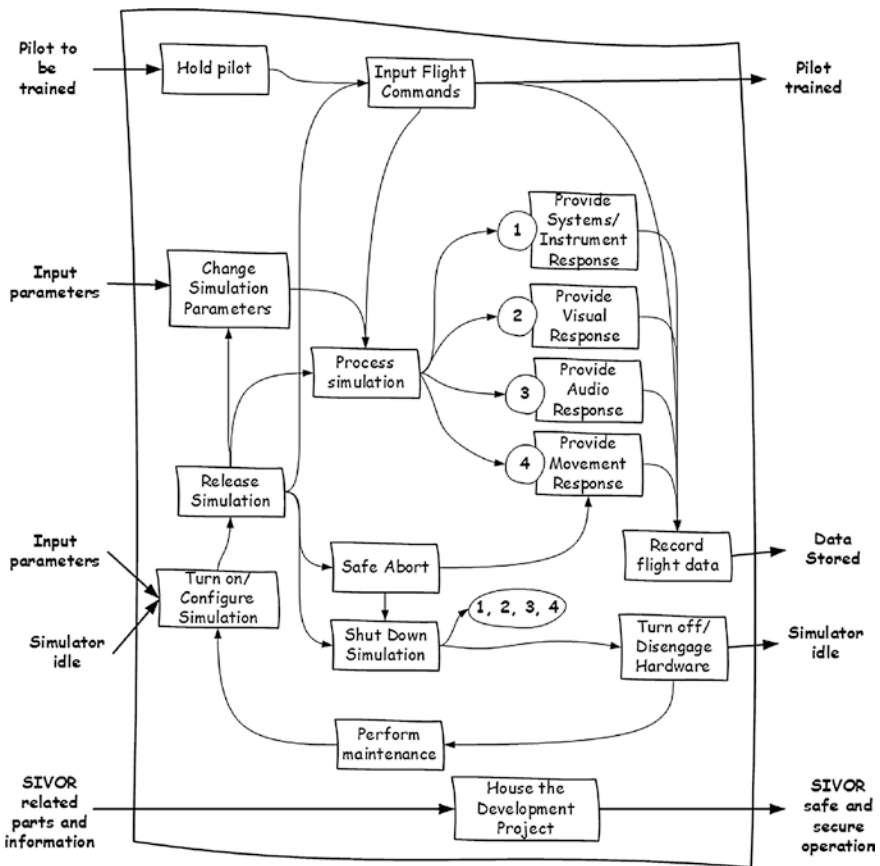 Pilot to
be
trained
Hold pilot
Input Flight
Commands
Pilot
trained
Provide
Systems/
Instrument
Response
1
Input
parameters
Change
Simulation
Parameters
Provide
Visual
Response
2
Process
simulation
Provide
Audio
Response
3
Provide
Movement
Response
4
Release
Simulation
Input
parameters
Safe Abort
Record
flight data
Data
Stored
Turn on/
Configure
Simulation
1, 2, 3, 4
Simulator
idle
Shut Down
Simulation
Turn off/
Disengage
Hardware
Simulator
idle
Perform
maintenance
SIVOR
related
parts and
information
House the
Development
Project
SIVOR
safe and
secure
operation